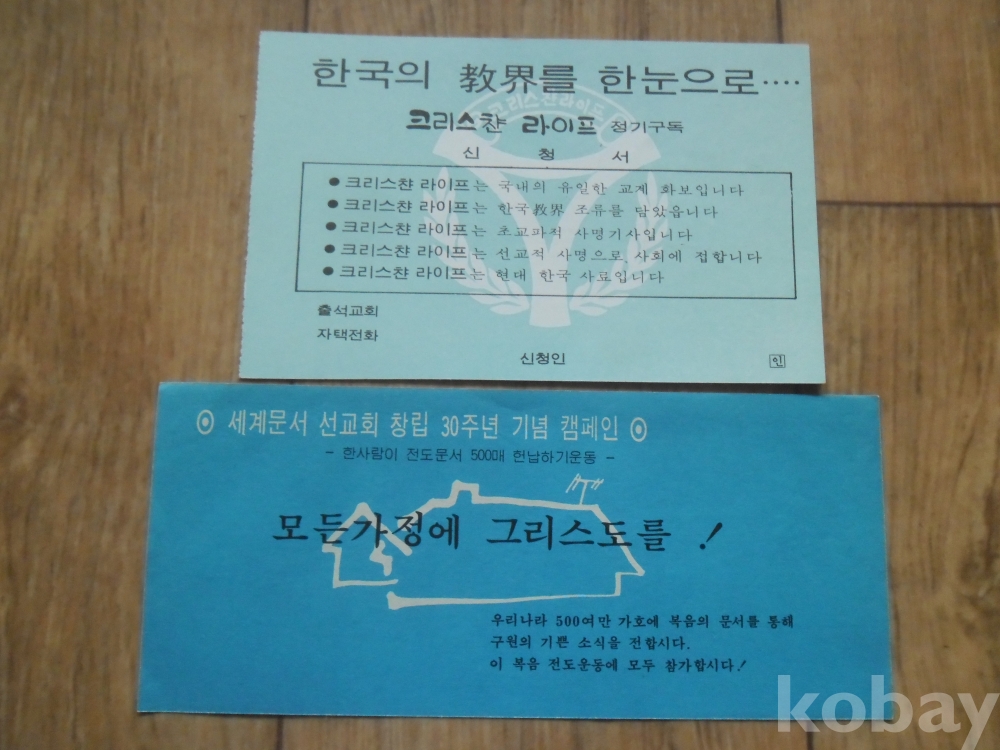 한국의 敎界를 한눈으로····
크리스챤라이프
크리스챤 라이프 정기구독
신 청 서
● 크리스챤 라이프는 국내의 유일한 교계 화보입니다
● 크리스챤 라이프는 한국敎界 조류를 담았읍니다
● 크리스챤 라이프는 초교파적 사명기사입니다
● 크리스챤 라이프는 선교적 사명으로 사회에 접합니다
● 크리스챤 라이프는 현대 한국 사료입니다
출석교회
자택전화
신청인 인
◎ 세계문서 선교회 창립 30주년 기념 캠페인 ◎
- 한사람이 전도문서 500매 헌납하기운동 -
모든가정에 그리스도를 !
우리나라 500여만 가호에 복음의 문서를 통해
구원의 기쁜 소식을 전합시다.
이 복음 전도운동에 모두 참가합시다!
kobay